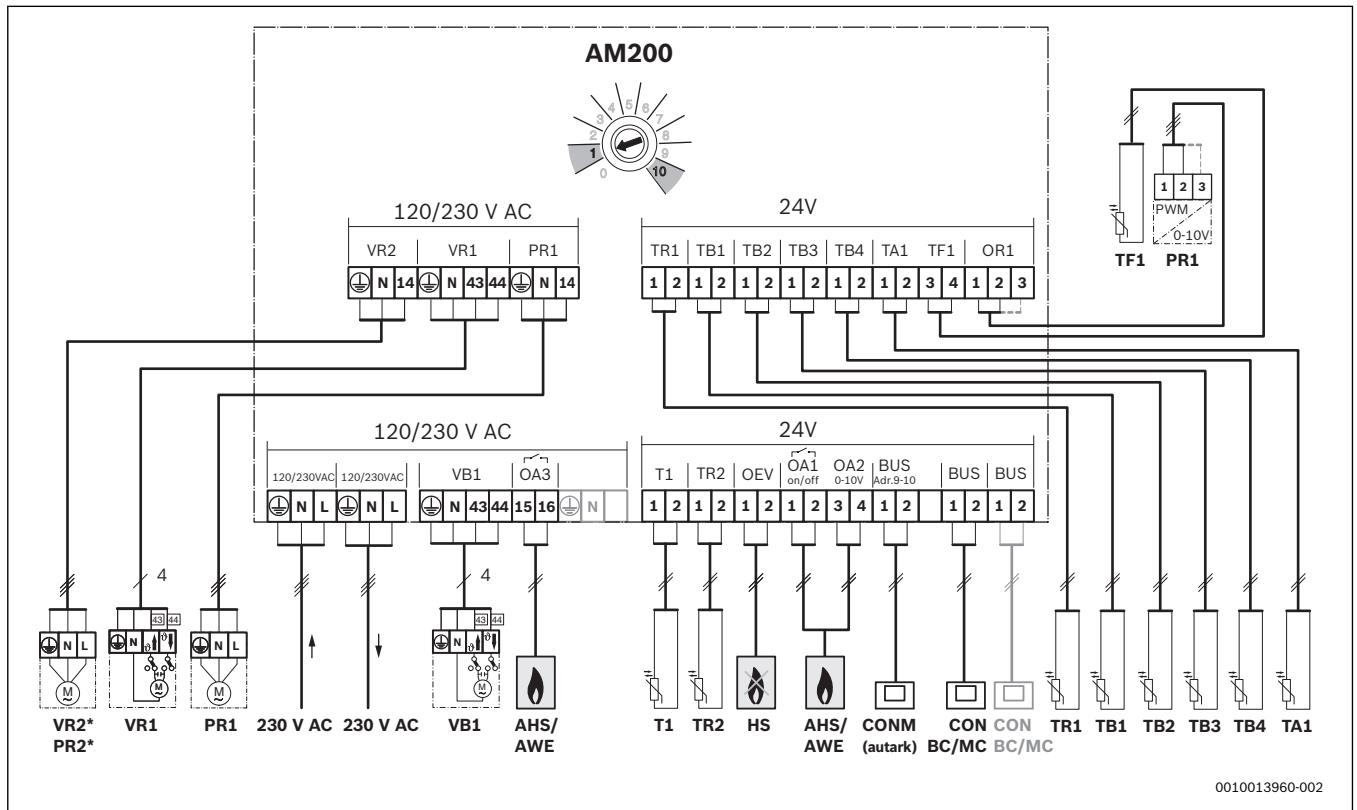 AM200
0 1 2 3 4 5 6 7 8 9 10
120/230 V AC
24V
VR2 VR1 PR1
TR1 TB1 TB2 TB3 TB4 TA1 TF1 OR1
N 14 N 43 44 N 14
1 2 1 2 1 2 1 2 1 2 1 2 3 4 1 2 3
1 2 3
PWM
0-10V
TF1 PR1
120/230 V AC
24V
120/230VAC 120/230VAC VB1 OA3
T1 TR2 OEV OA1 OA2 BUS BUS BUS
on/off 0-10V Adr.9-10
N L N L N 43 44 15 16 N
1 2 1 2 1 2 1 2 3 4 1 2 1 2 1 2
4
4
43 44
43 44
N L N ϑ ϑ N L N ϑ ϑ
M M M M
VR2* VR1 PR1 230 V AC 230 V AC VB1 AHS/ T1 TR2 HS AHS/ CONM CON CON TR1 TB1 TB2 TB3 TB4 TA1
PR2* AWE AWE (autark) BC/MC BC/MC
0010013960-002